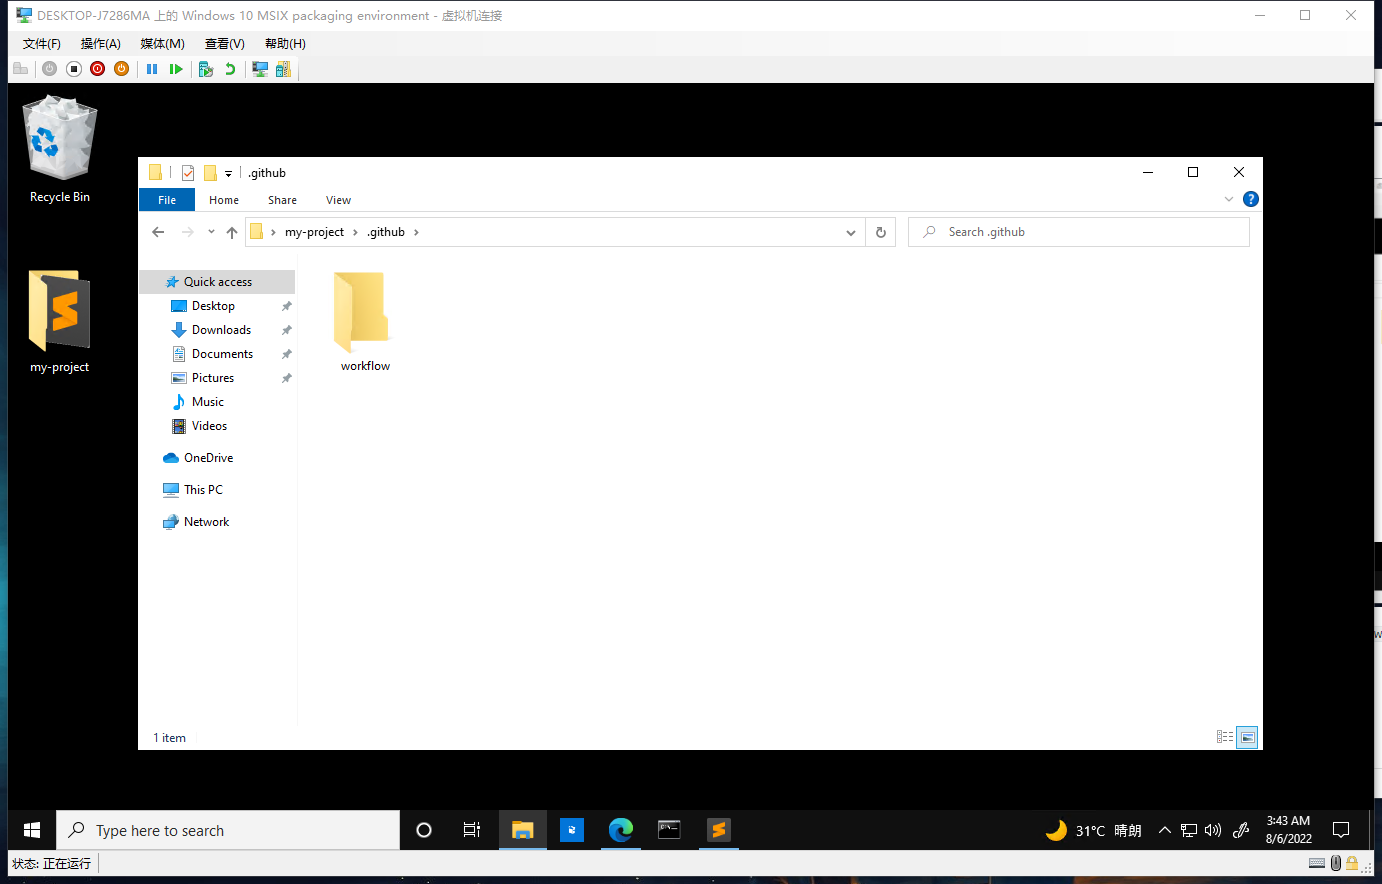 DESKTOP-J7286MA 上的 Windows 10 MSIX packaging environment - 虚拟机连接
文件(F) 操作(A) 媒体(M) 查看(V) 帮助(H)
Recycle Bin
my-project
.github
File Home Share View
my-project .github
Search .github
Quick access
Desktop
Downloads
Documents
Pictures
Music
Videos
OneDrive
This PC
Network
workflow
1 item
Type here to search
31°C 晴朗
3:43 AM
8/6/2022
状态: 正在运行